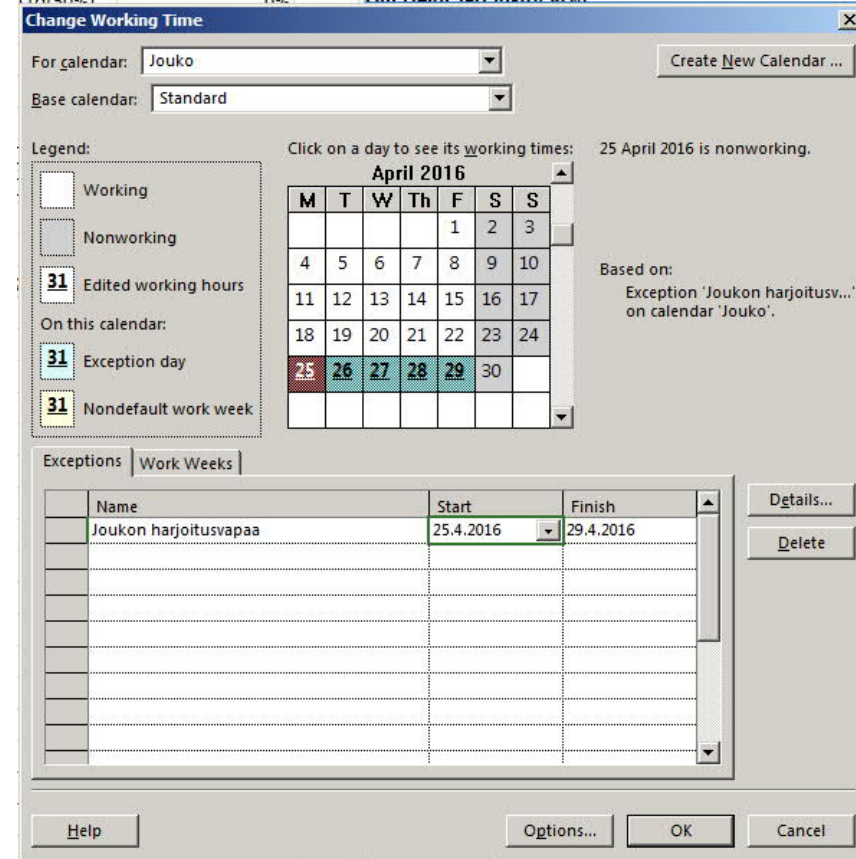 Change Working Time
For calendar: Jouko
Create New Calendar ...
Base calendar: Standard
Legend:
Working
Nonworking
31 Edited working hours
On this calendar:
31 Exception day
31 Nondefault work week
Click on a day to see its working times:
April 2016
M T W Th F S S
1 2 3
4 5 6 7 8 9 10
11 12 13 14 15 16 17
18 19 20 21 22 23 24
25 26 27 28 29 30
25 April 2016 is nonworking.
Based on:
Exception 'Joukon harjoitusv...'
on calendar 'Jouko'.
Exceptions Work Weeks
Name Start Finish
Joukon harjoitusvapaa 25.4.2016 29.4.2016
Details...
Delete
Help
Options...
OK
Cancel